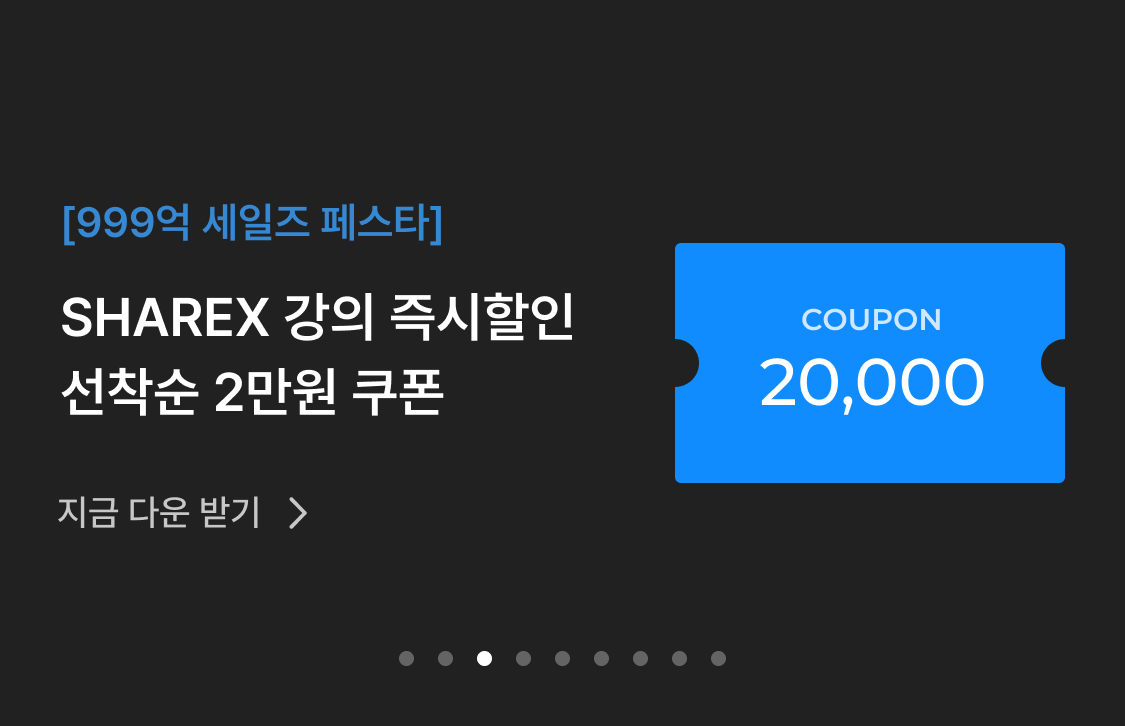 [999억 세일즈 페스타]
SHAREX 강의 즉시할인
선착순 2만원 쿠폰
지금 다운 받기
COUPON
20,000